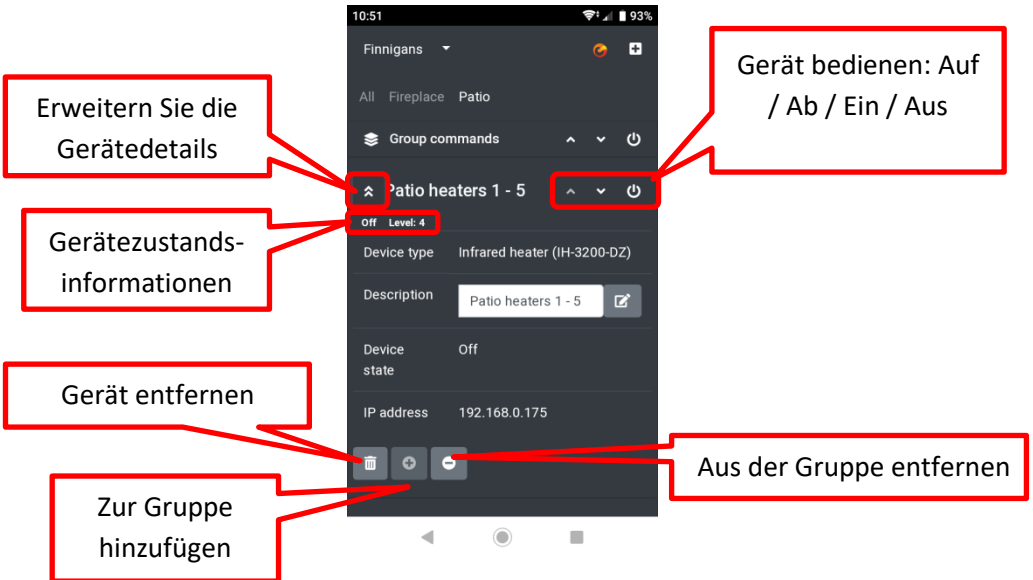 10:51
93%
Finnigans
All Fireplace Patio
Group commands
Patio heaters 1 - 5
Off Level: 4
Device type Infrared heater (IH-3200-DZ)
Description Patio heaters 1 - 5
Device
state
Off
IP address 192.168.0.175
Erweitern Sie die
Gerätedetails
Gerätezustands-
informationen
Gerät entfernen
Zur Gruppe
hinzufügen
Gerät bedienen: Auf
/ Ab / Ein / Aus
Aus der Gruppe entfernen